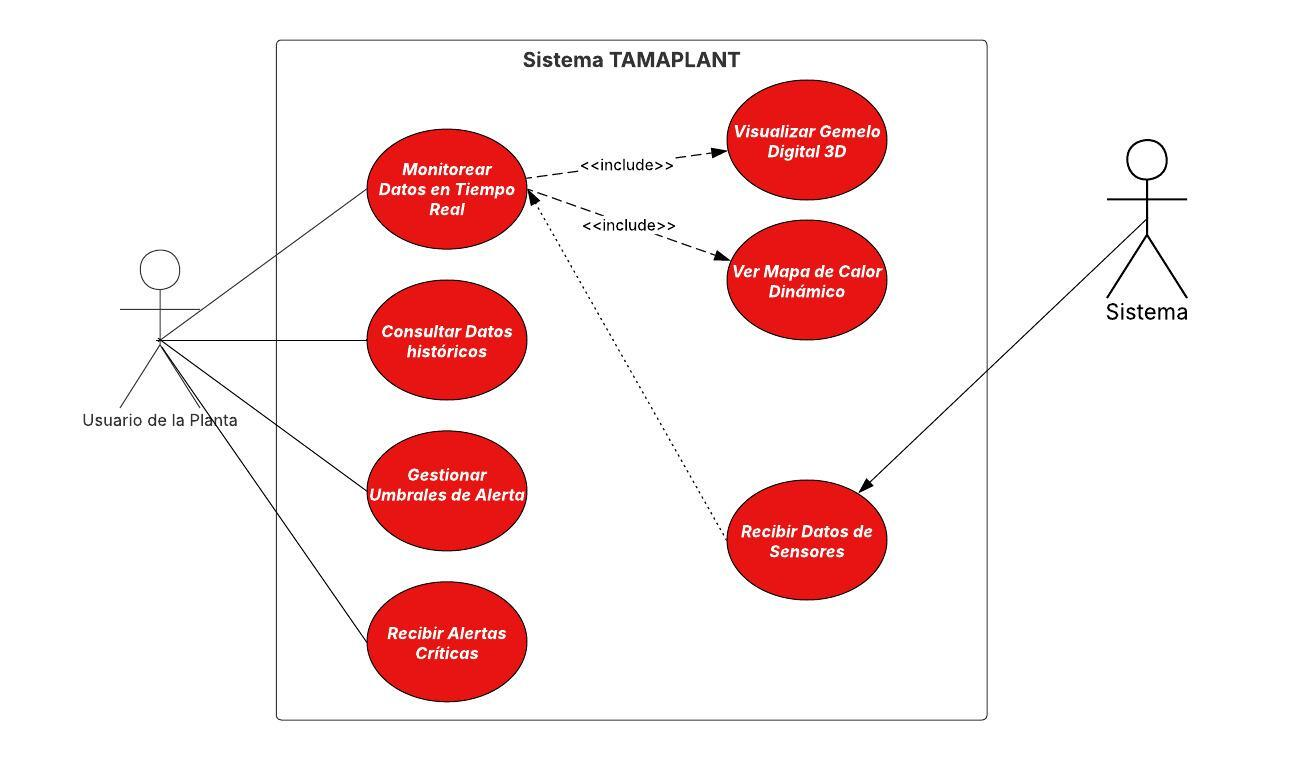 Sistema TAMAPLANT
Monitorear
Datos en Tiempo
Real
<<include>>
<<include>>
Visualizar Gemelo
Digital 3D
Ver Mapa de Calor
Dinámico
Sistema
Usuario de la Planta
Consultar Datos
históricos
Gestionar
Umbrales de Alerta
Recibir Datos de
Sensores
Recibir Alertas
Críticas